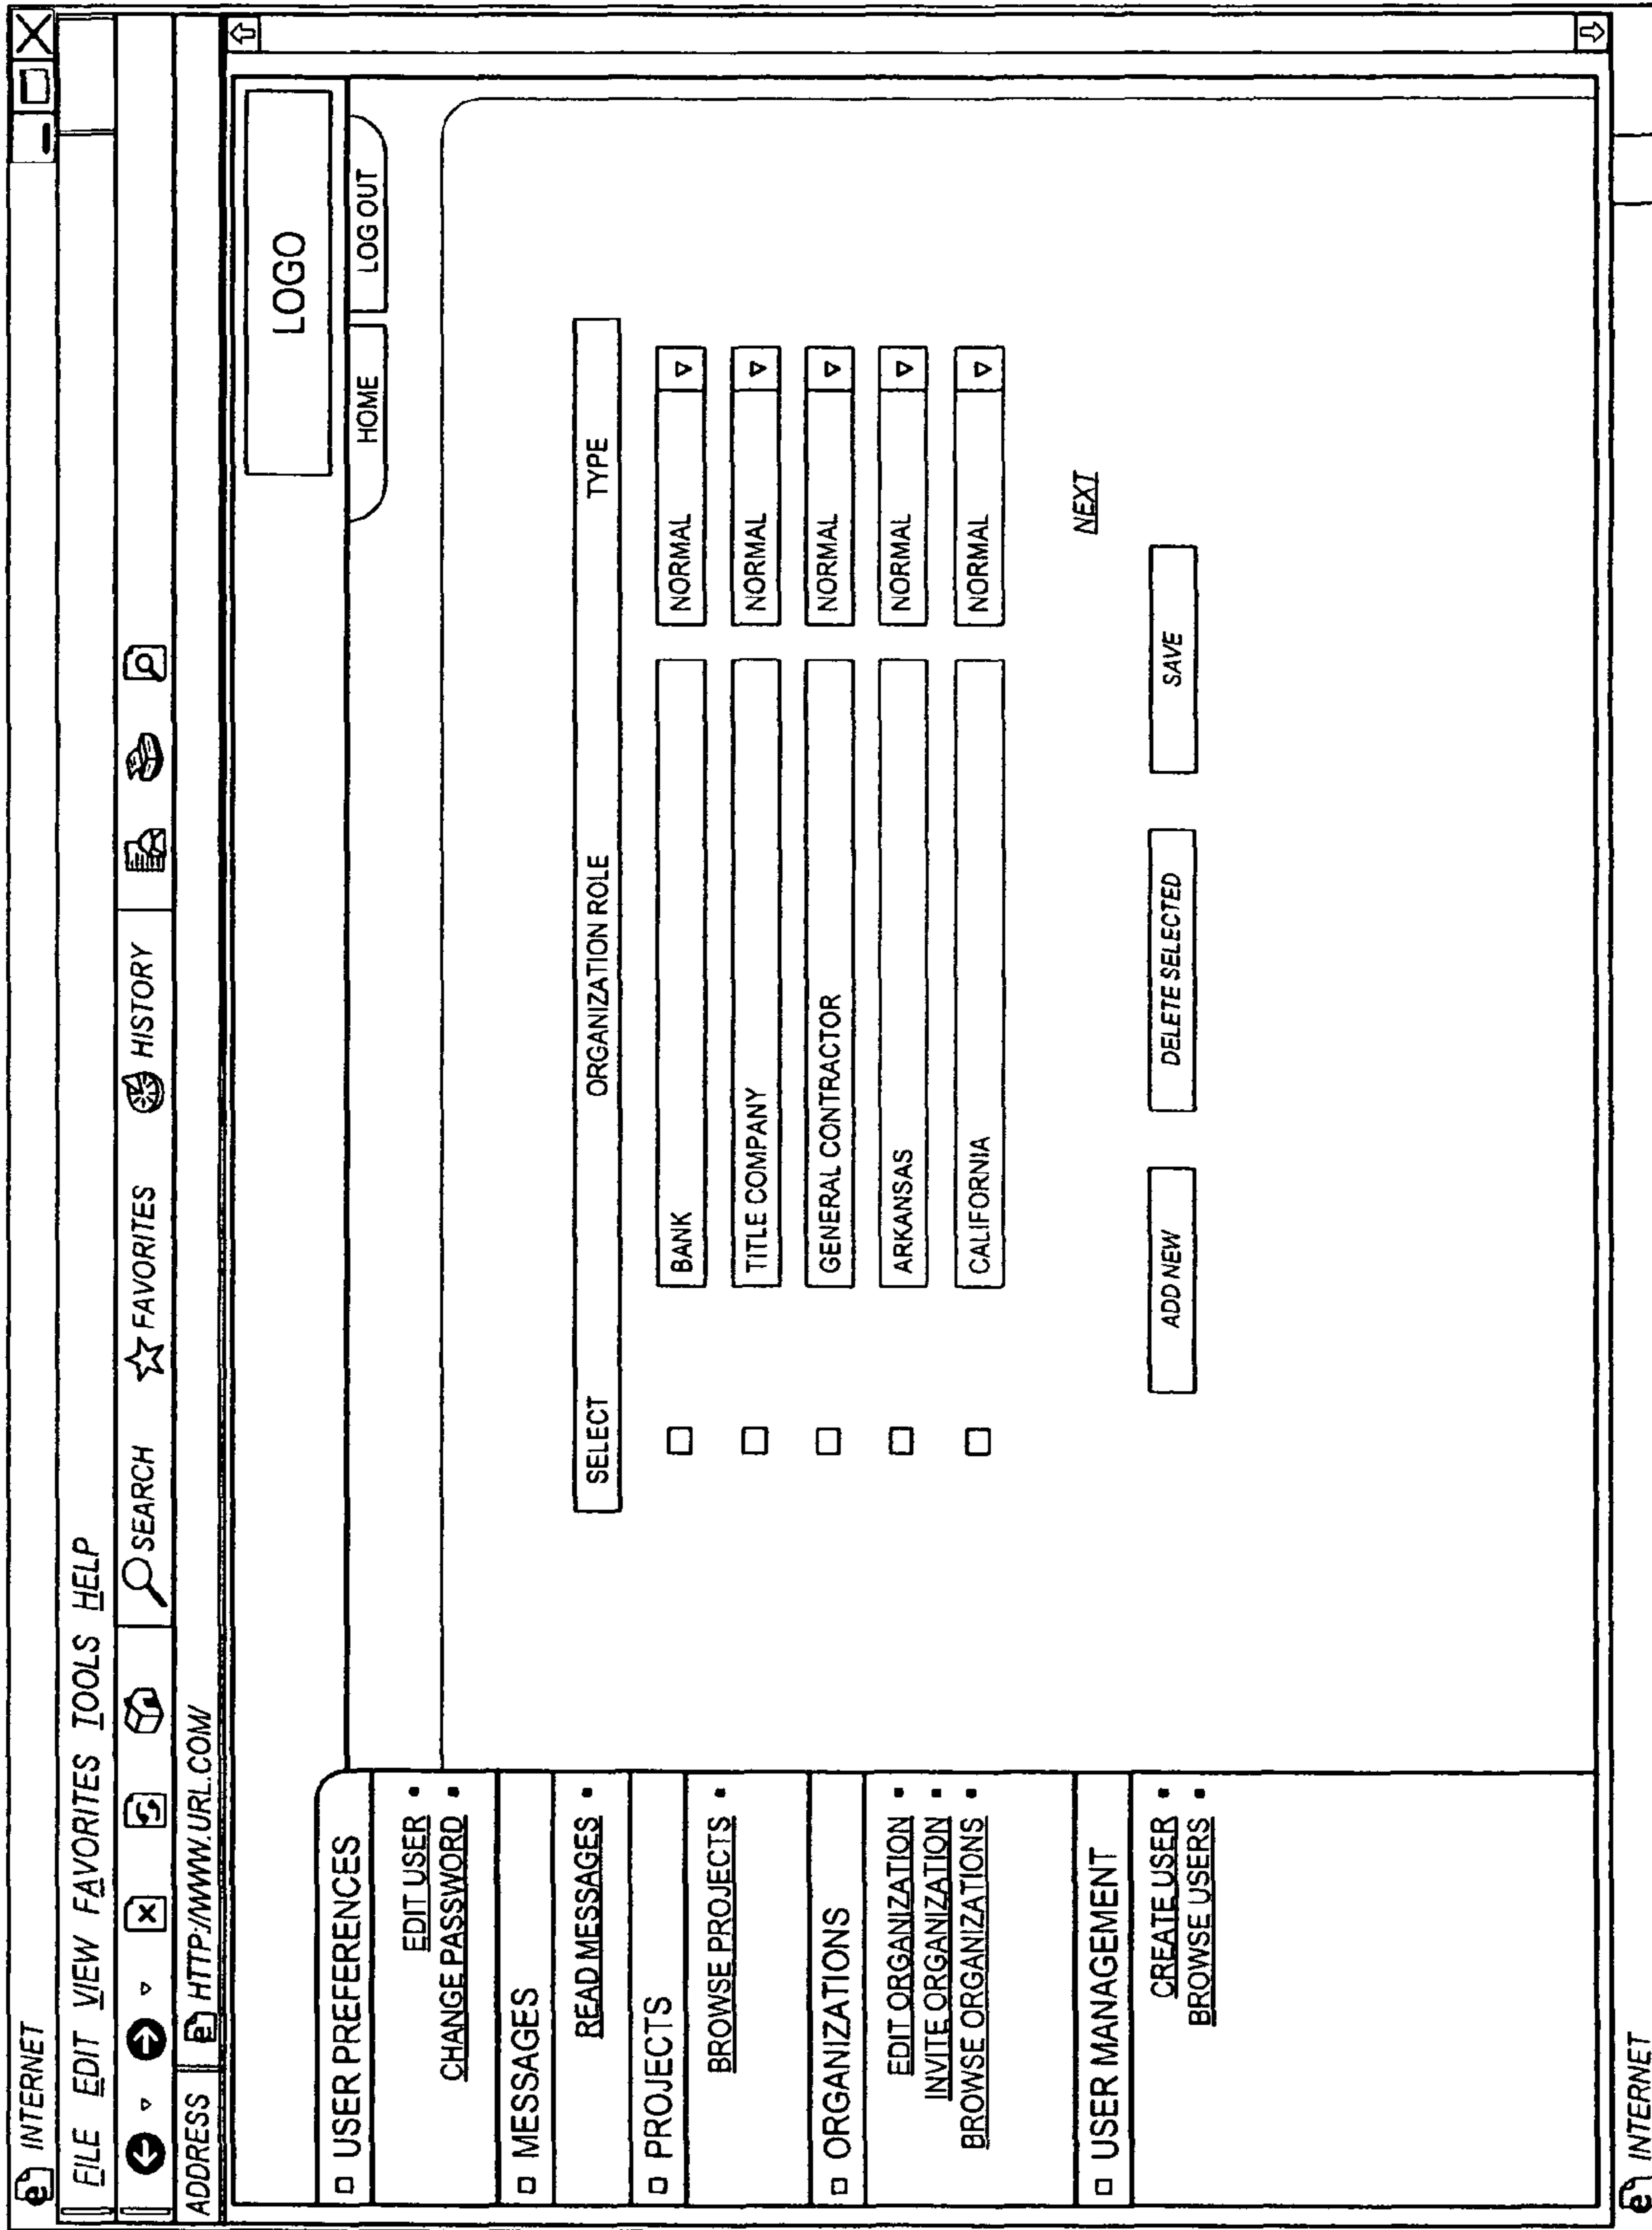 INTERNET
FILE EDIT VIEW FAVORITES TOOLS HELP
SEARCH FAVORITES HISTORY
ADDRESS HTTP://WWW.URL.COM/
LOGO
HOME LOG OUT
USER PREFERENCES
EDIT USER
CHANGE PASSWORD
MESSAGES
READ MESSAGES
PROJECTS
BROWSE PROJECTS
ORGANIZATIONS
EDIT ORGANIZATION
INVITE ORGANIZATION
BROWSE ORGANIZATIONS
USER MANAGEMENT
CREATE USER
BROWSE USERS
SELECT ORGANIZATION ROLE TYPE
BANK NORMAL
TITLE COMPANY NORMAL
GENERAL CONTRACTOR NORMAL
ARKANSAS NORMAL
CALIFORNIA NORMAL
NEXT
ADD NEW DELETE SELECTED SAVE
INTERNET